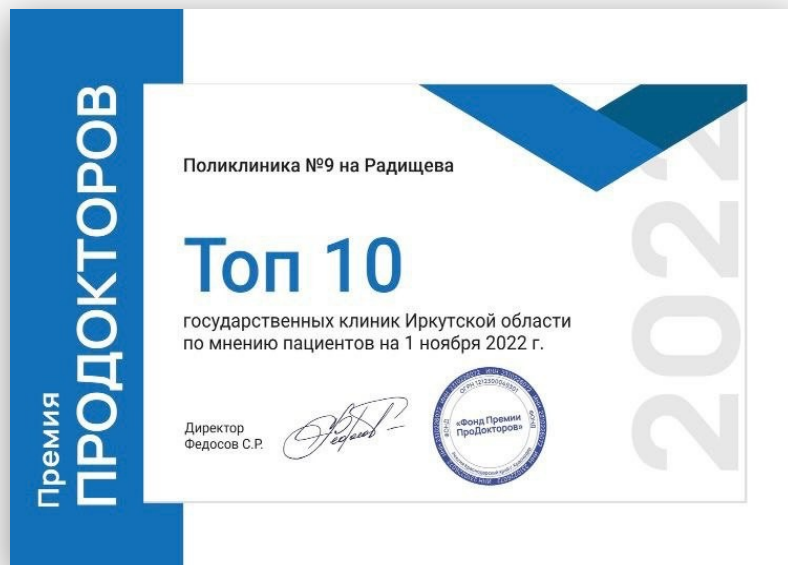 Премия
ПРОДОКТОРОВ
2022
Поликлиника №9 на Радищева
Топ 10
государственных клиник Иркутской области
по мнению пациентов на 1 ноября 2022 г.
Директор
Федосов С.Р.
«Фонд Премии
ПроДокторов»